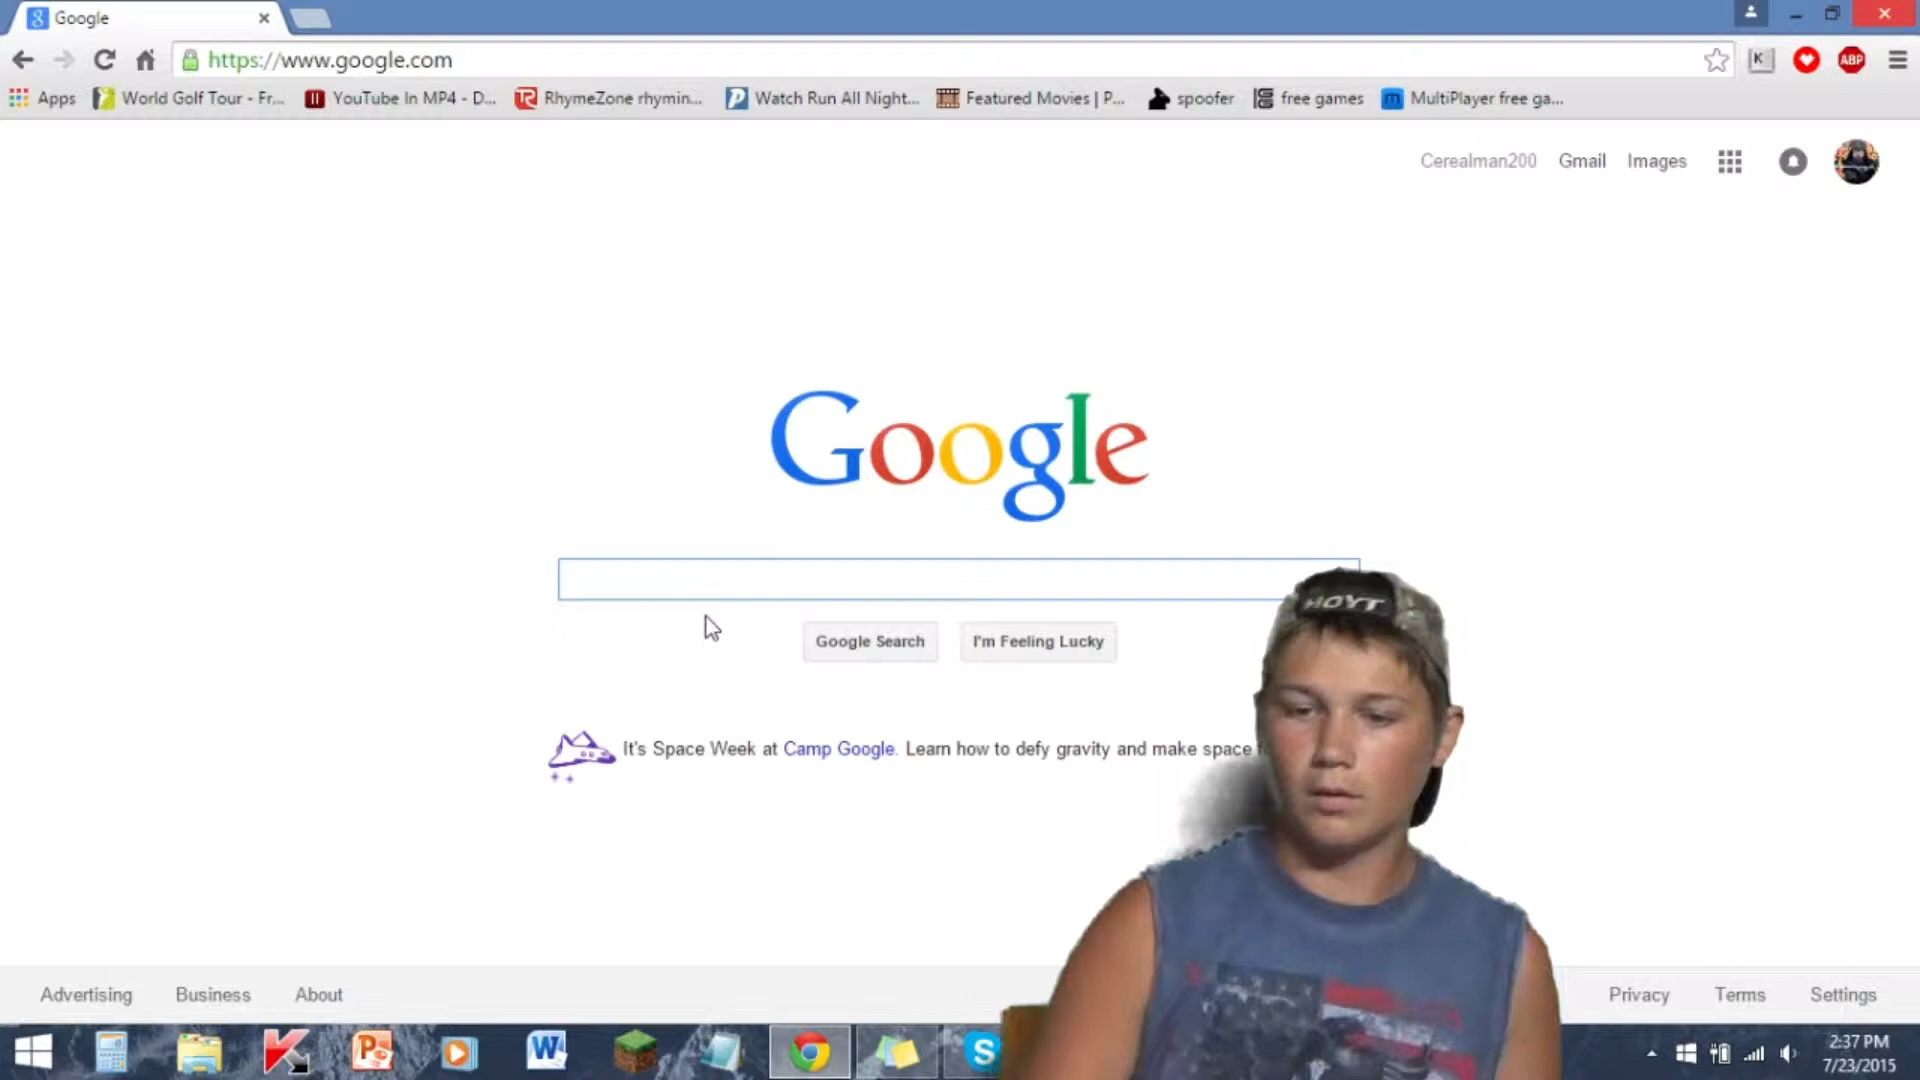 Google
https://www.google.com
ABP
Apps World Golf Tour - Fr... YouTube In MP4 - D... RhymeZone rhymin... Watch Run All Night... Featured Movies | P... spoofer free games MultiPlayer free ga...
Cerealman200 Gmail Images
Google
HOYT
Google Search I'm Feeling Lucky
It's Space Week at Camp Google. Learn how to defy gravity and make space
Advertising Business About Privacy Terms Settings
2:37 PM
7/23/2015